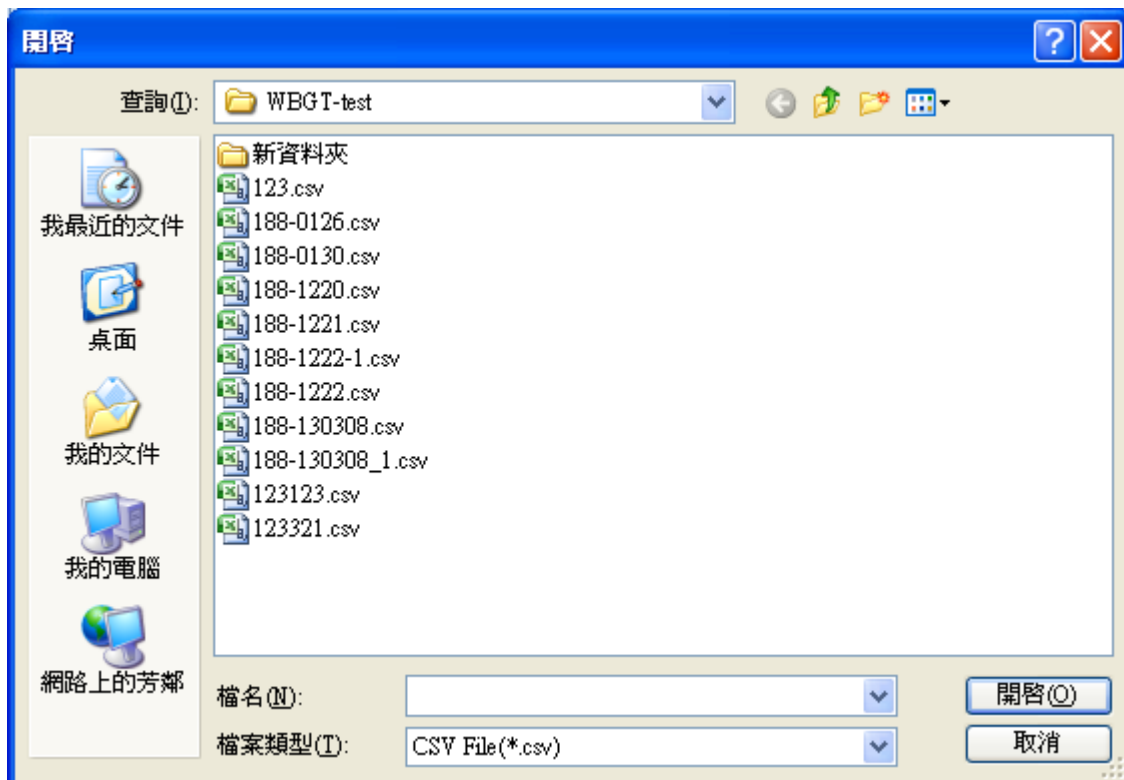 開啓
查詢(I):
WBGT-test
我最近的文件
桌面
我的文件
我的電腦
網路上的芳鄰
新資料夾
123.csv
188-0126.csv
188-0130.csv
188-1220.csv
188-1221.csv
188-1222-1.csv
188-1222.csv
188-130308.csv
188-130308_1.csv
123123.csv
123321.csv
檔名(N):
開啓(O)
檔案類型(T):
CSV File(*.csv)
取消